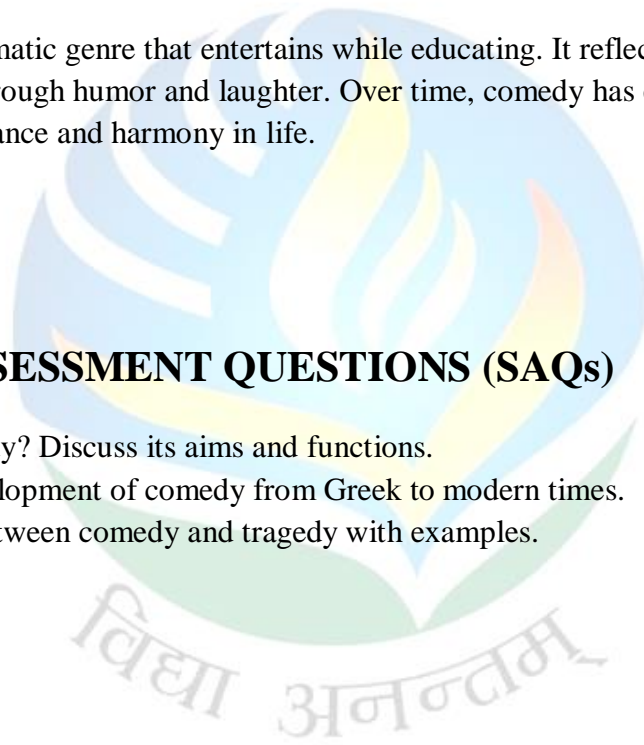 matic genre that entertains while educating. It reflec
rough humor and laughter. Over time, comedy has
ance and harmony in life.
SESSMENT QUESTIONS (SAQs)
y? Discuss its aims and functions.
lopment of comedy from Greek to modern times.
tween comedy and tragedy with examples.
विद्या अनन्तम्